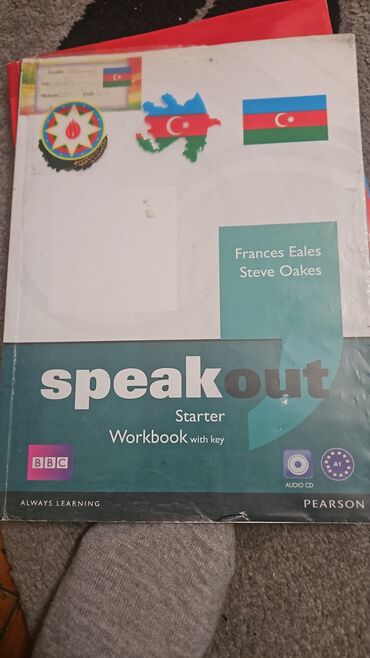 Frances Eales
Steve Oakes
speakout
Starter
Workbook with key
BBC
AUDIO CD
A1
ALWAYS LEARNING
PEARSON